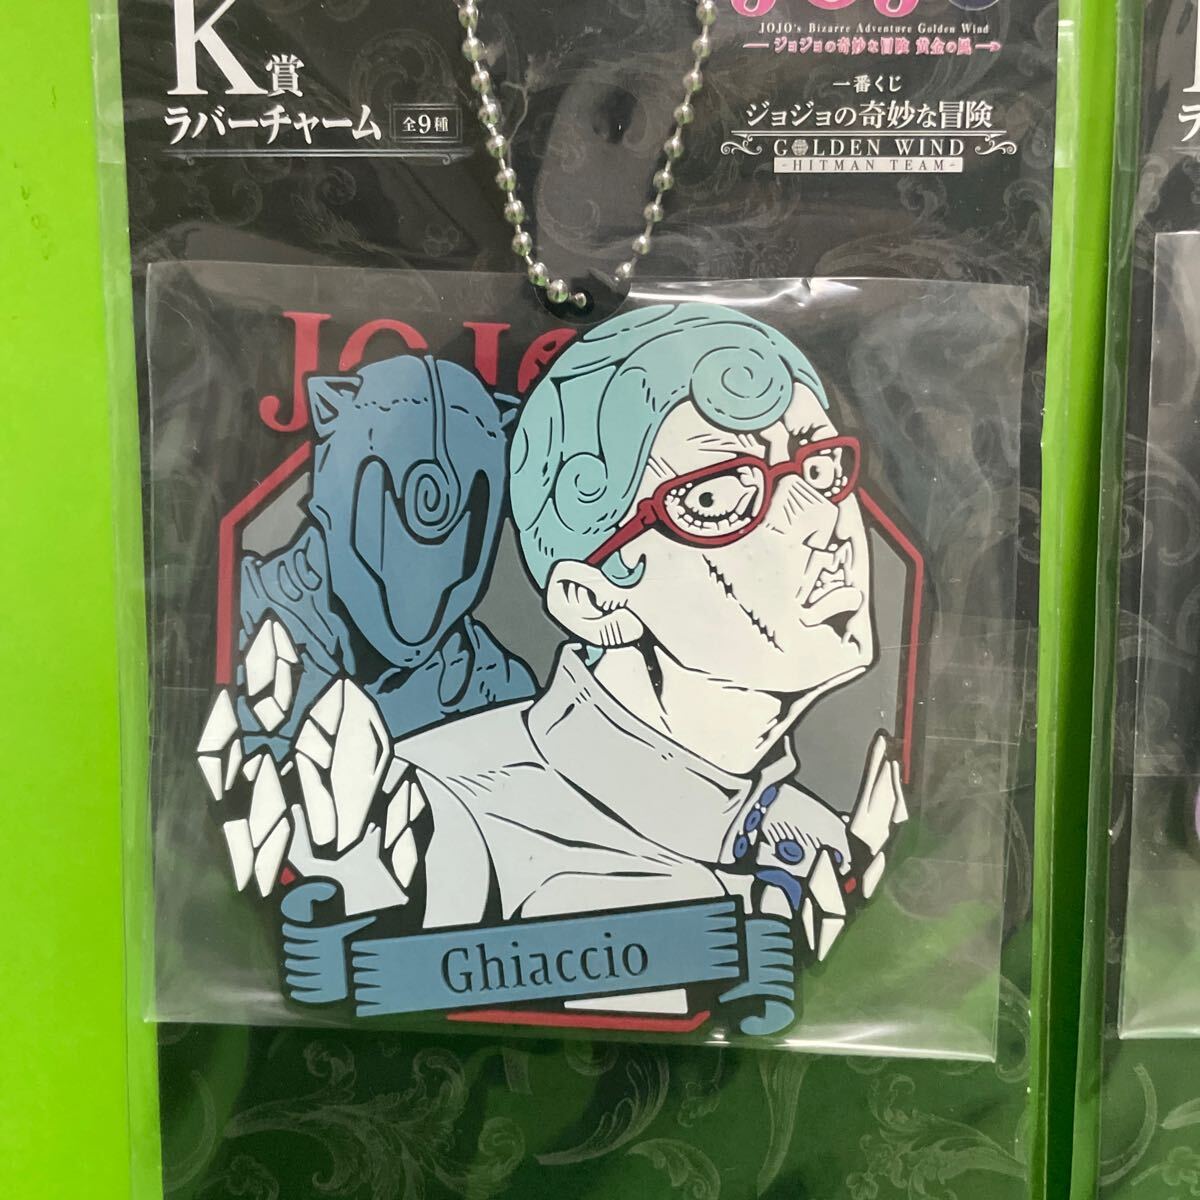 K賞
ラバーチャーム 全9種
JOJO's Bizarre Adventure Golden Wind
ジョジョの奇妙な冒険 黄金の風
一番くじ
ジョジョの奇妙な冒険
GOLDEN WIND
-HITMAN TEAM-
ラ
Ghiaccio